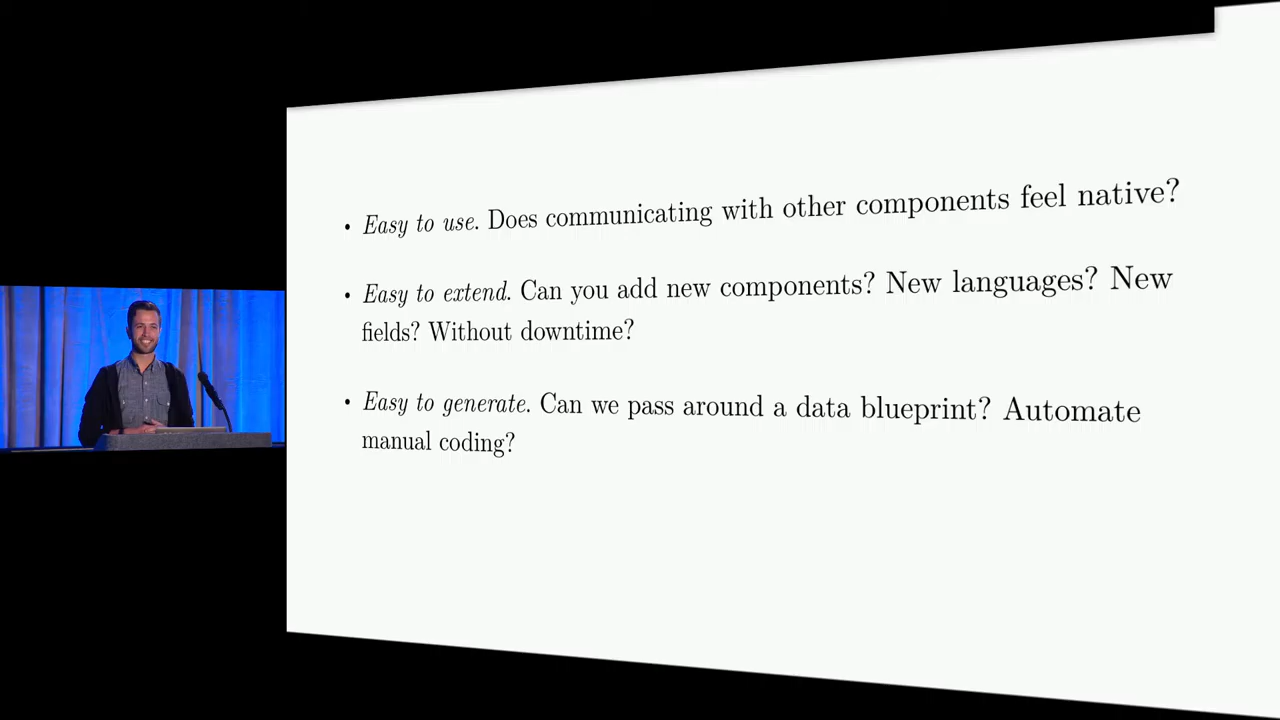 • Easy to use. Does communicating with other components feel native?
• Easy to extend. Can you add new components? New languages? New
fields? Without downtime?
• Easy to generate. Can we pass around a data blueprint? Automate
manual coding?